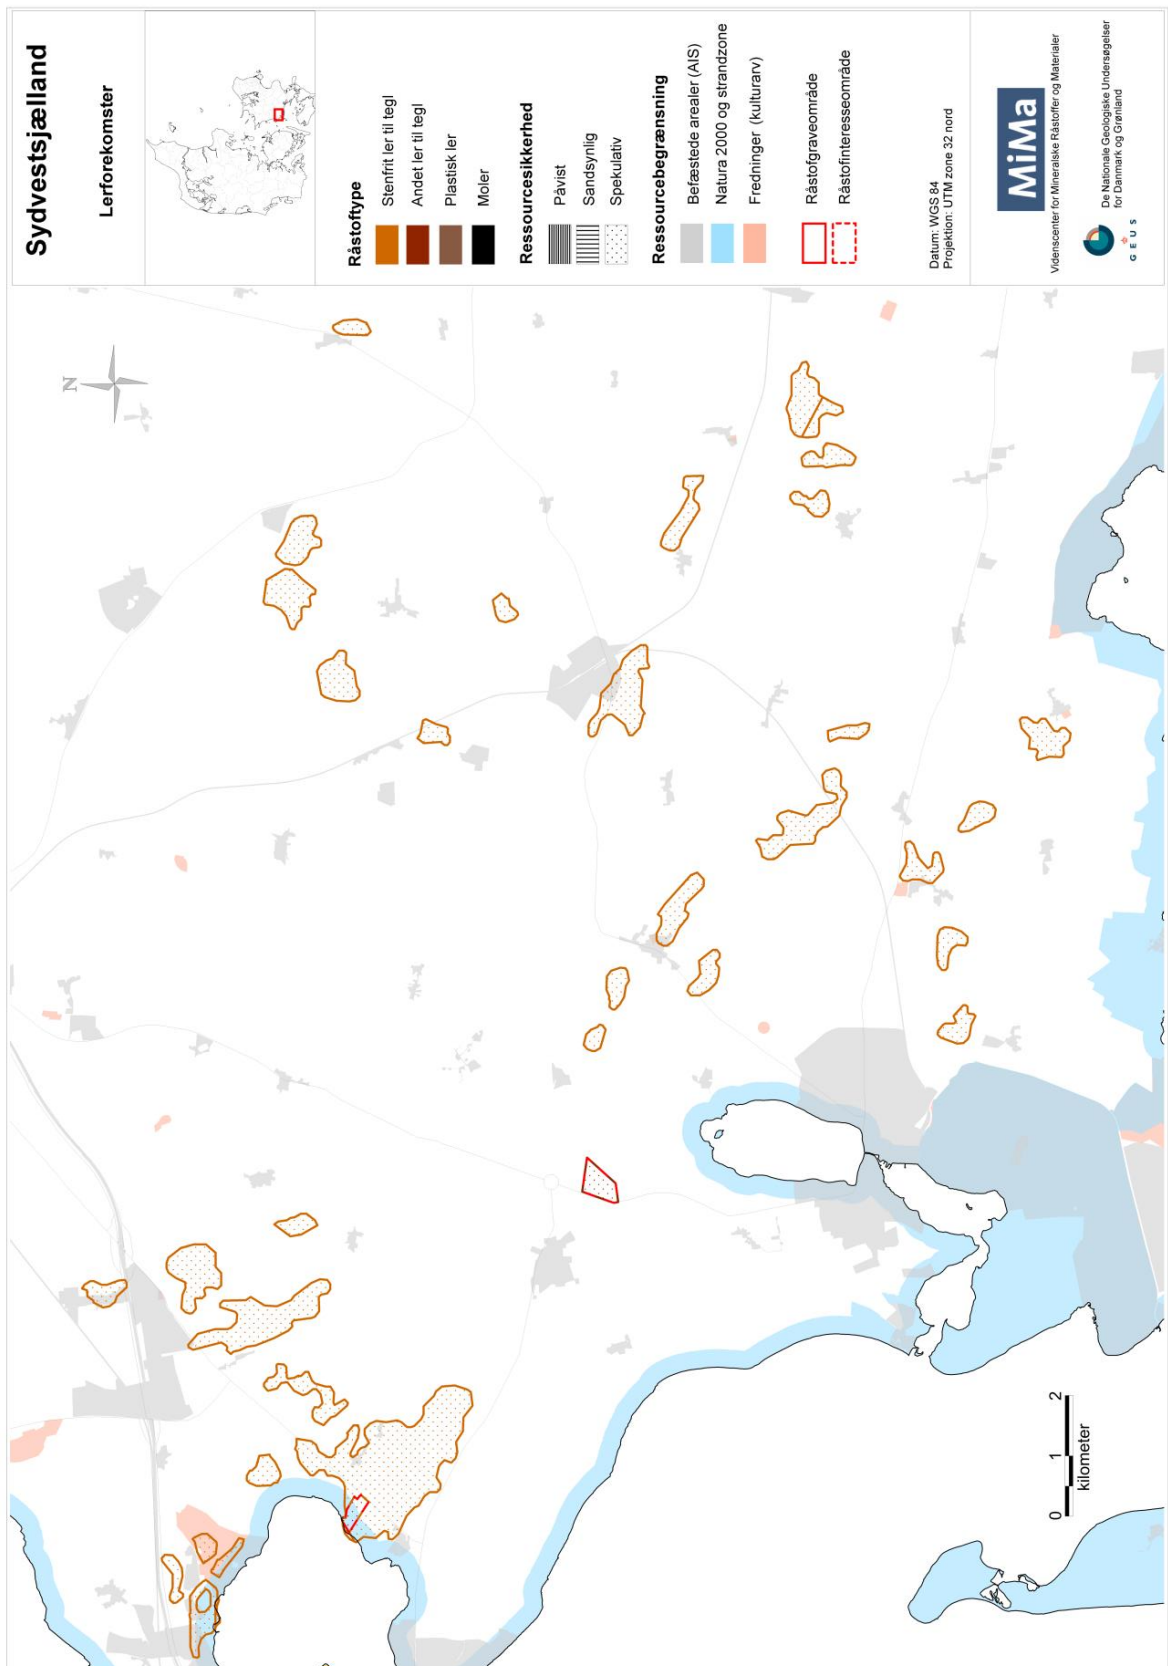 Sydvestsjælland
Lerforekomster
Råstoftype
Stenfrit ler til tegl
Andet ler til tegl
Plastisk ler
Moler
Ressourcesikkerhed
Påvist
Sandsynlig
Spekulativ
Ressourcebegrænsning
Befæstede arealer (AIS)
Natura 2000 og strandzone
Fredninger (kulturarv)
Råstofgraveområde
Råstofinteresseområde
Datum: WGS 84
Projektion: UTM zone 32 nord
MiMa
Videnscenter for Mineralske Råstoffer og Materialer
G E U S
De Nationale Geologiske Undersøgelser
for Danmark og Grønland
N
0 1 2
kilometer